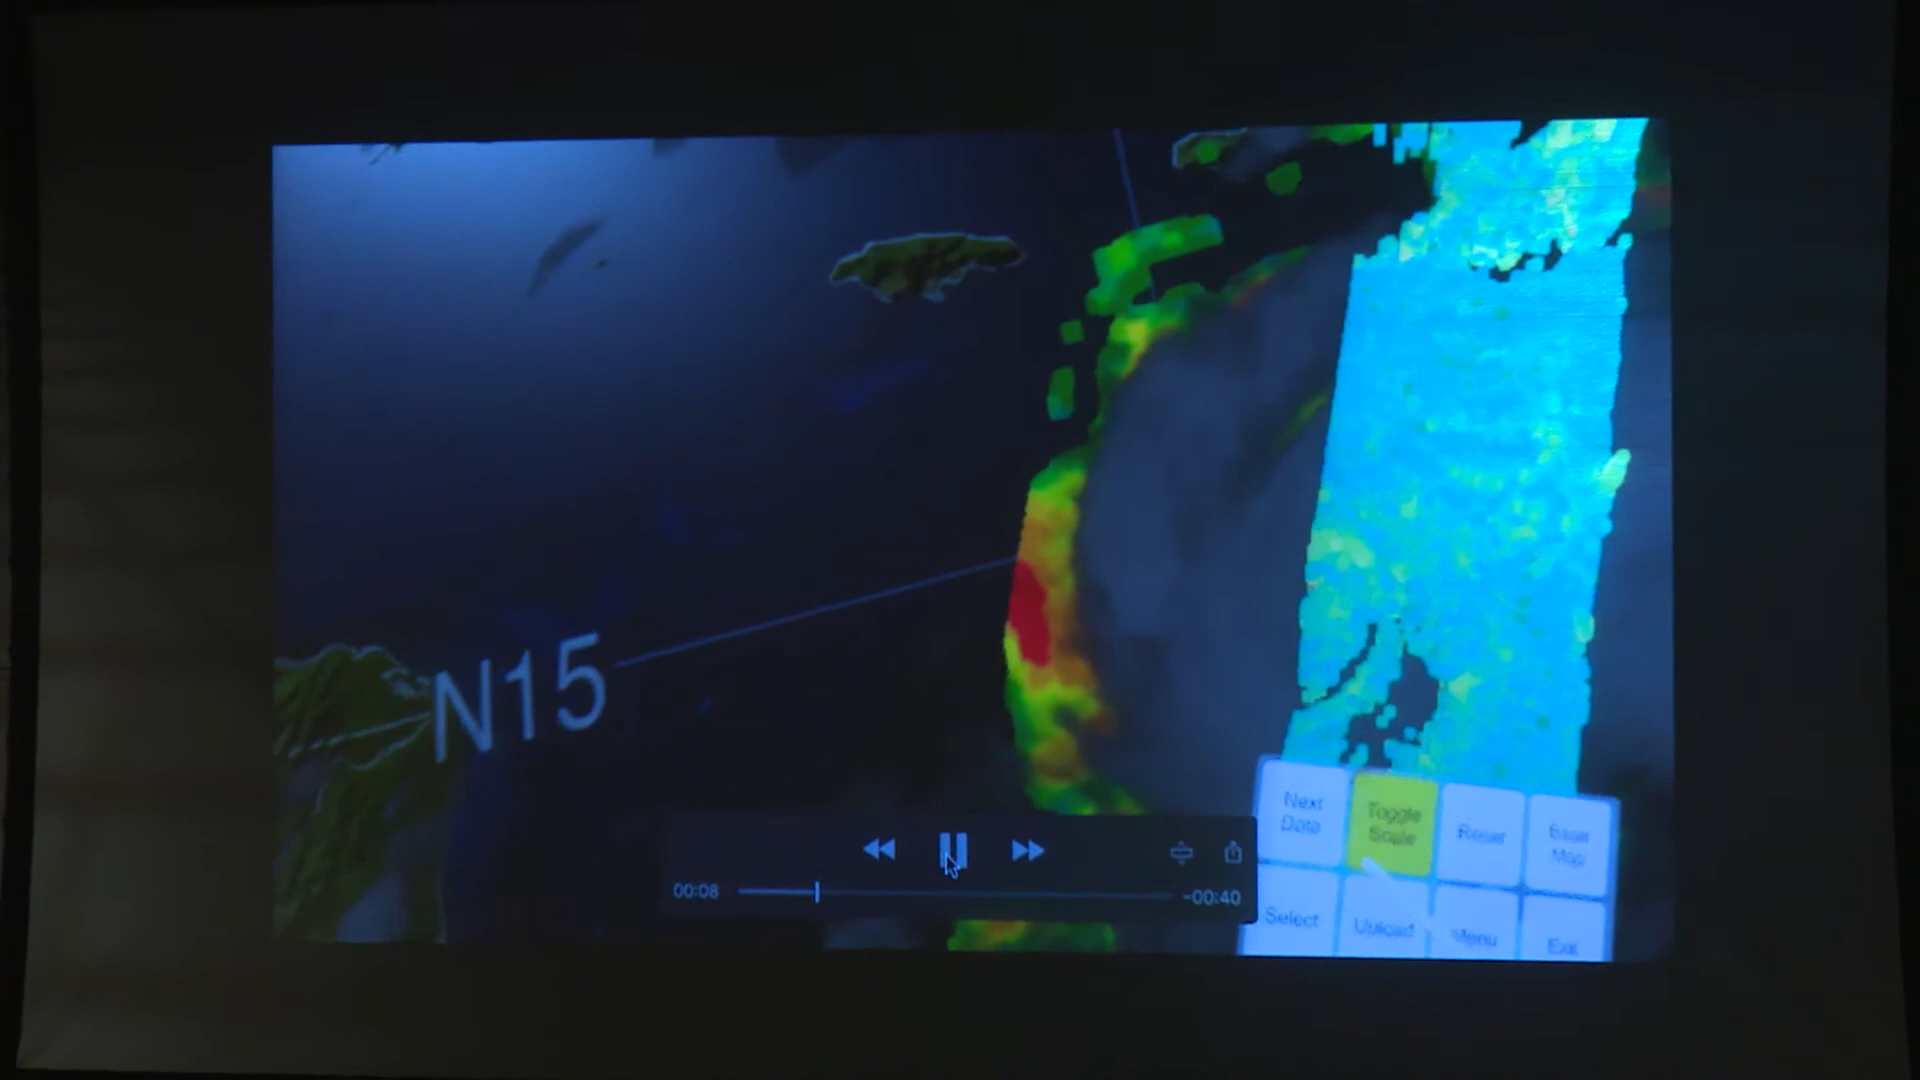 N15
Next
Data
Toggle
Scale
Reset
Base
Map
Select
Upload
Menu
Exit
00:08
-00:40